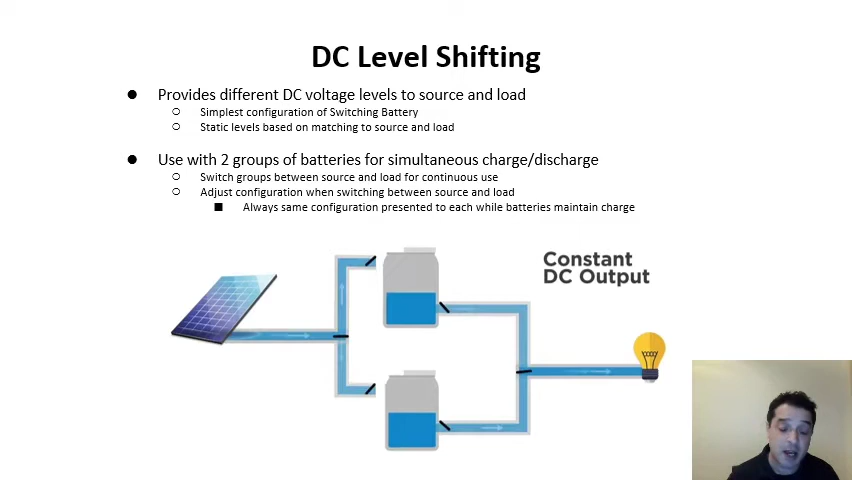 DC Level Shifting
● Provides different DC voltage levels to source and load
○ Simplest configuration of Switching Battery
○ Static levels based on matching to source and load
● Use with 2 groups of batteries for simultaneous charge/discharge
○ Switch groups between source and load for continuous use
○ Adjust configuration when switching between source and load
■ Always same configuration presented to each while batteries maintain charge
Constant
DC Output